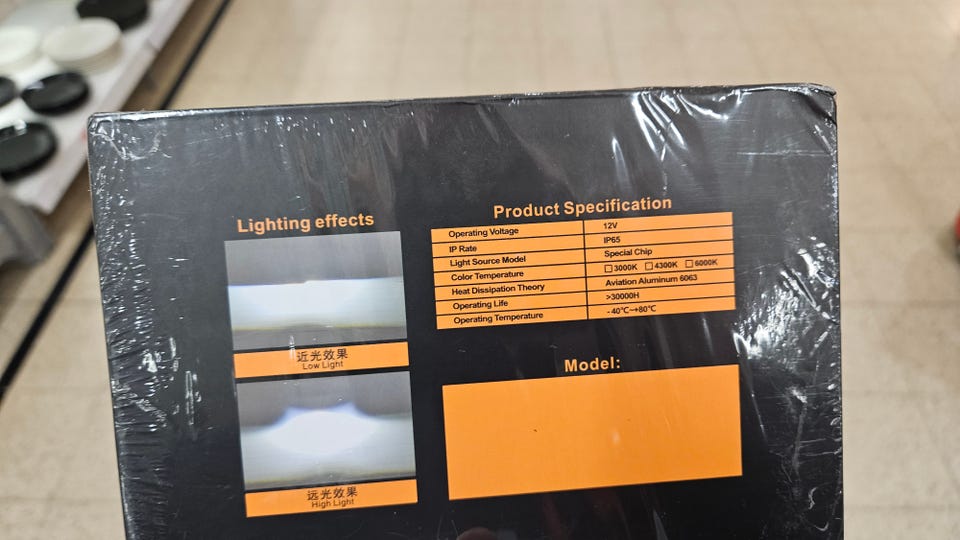 Lighting effects
近光效果
Low Light
远光效果
High Light
Product Specification
Operating Voltage 12V
IP Rate IP65
Light Source Model Special Chip
Color Temperature ☐ 3000K ☐ 4300K ☐ 6000K
Heat Dissipation Theory Aviation Aluminum 6063
Operating Life >30000H
Operating Temperature - 40℃~+80℃
Model: